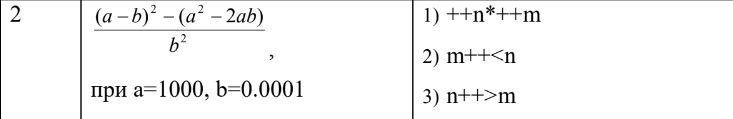 2
(a − b)² − (a² − 2ab)
b²
,
при a=1000, b=0.0001
1) ++n*++m
2) m++<n
3) n++>m